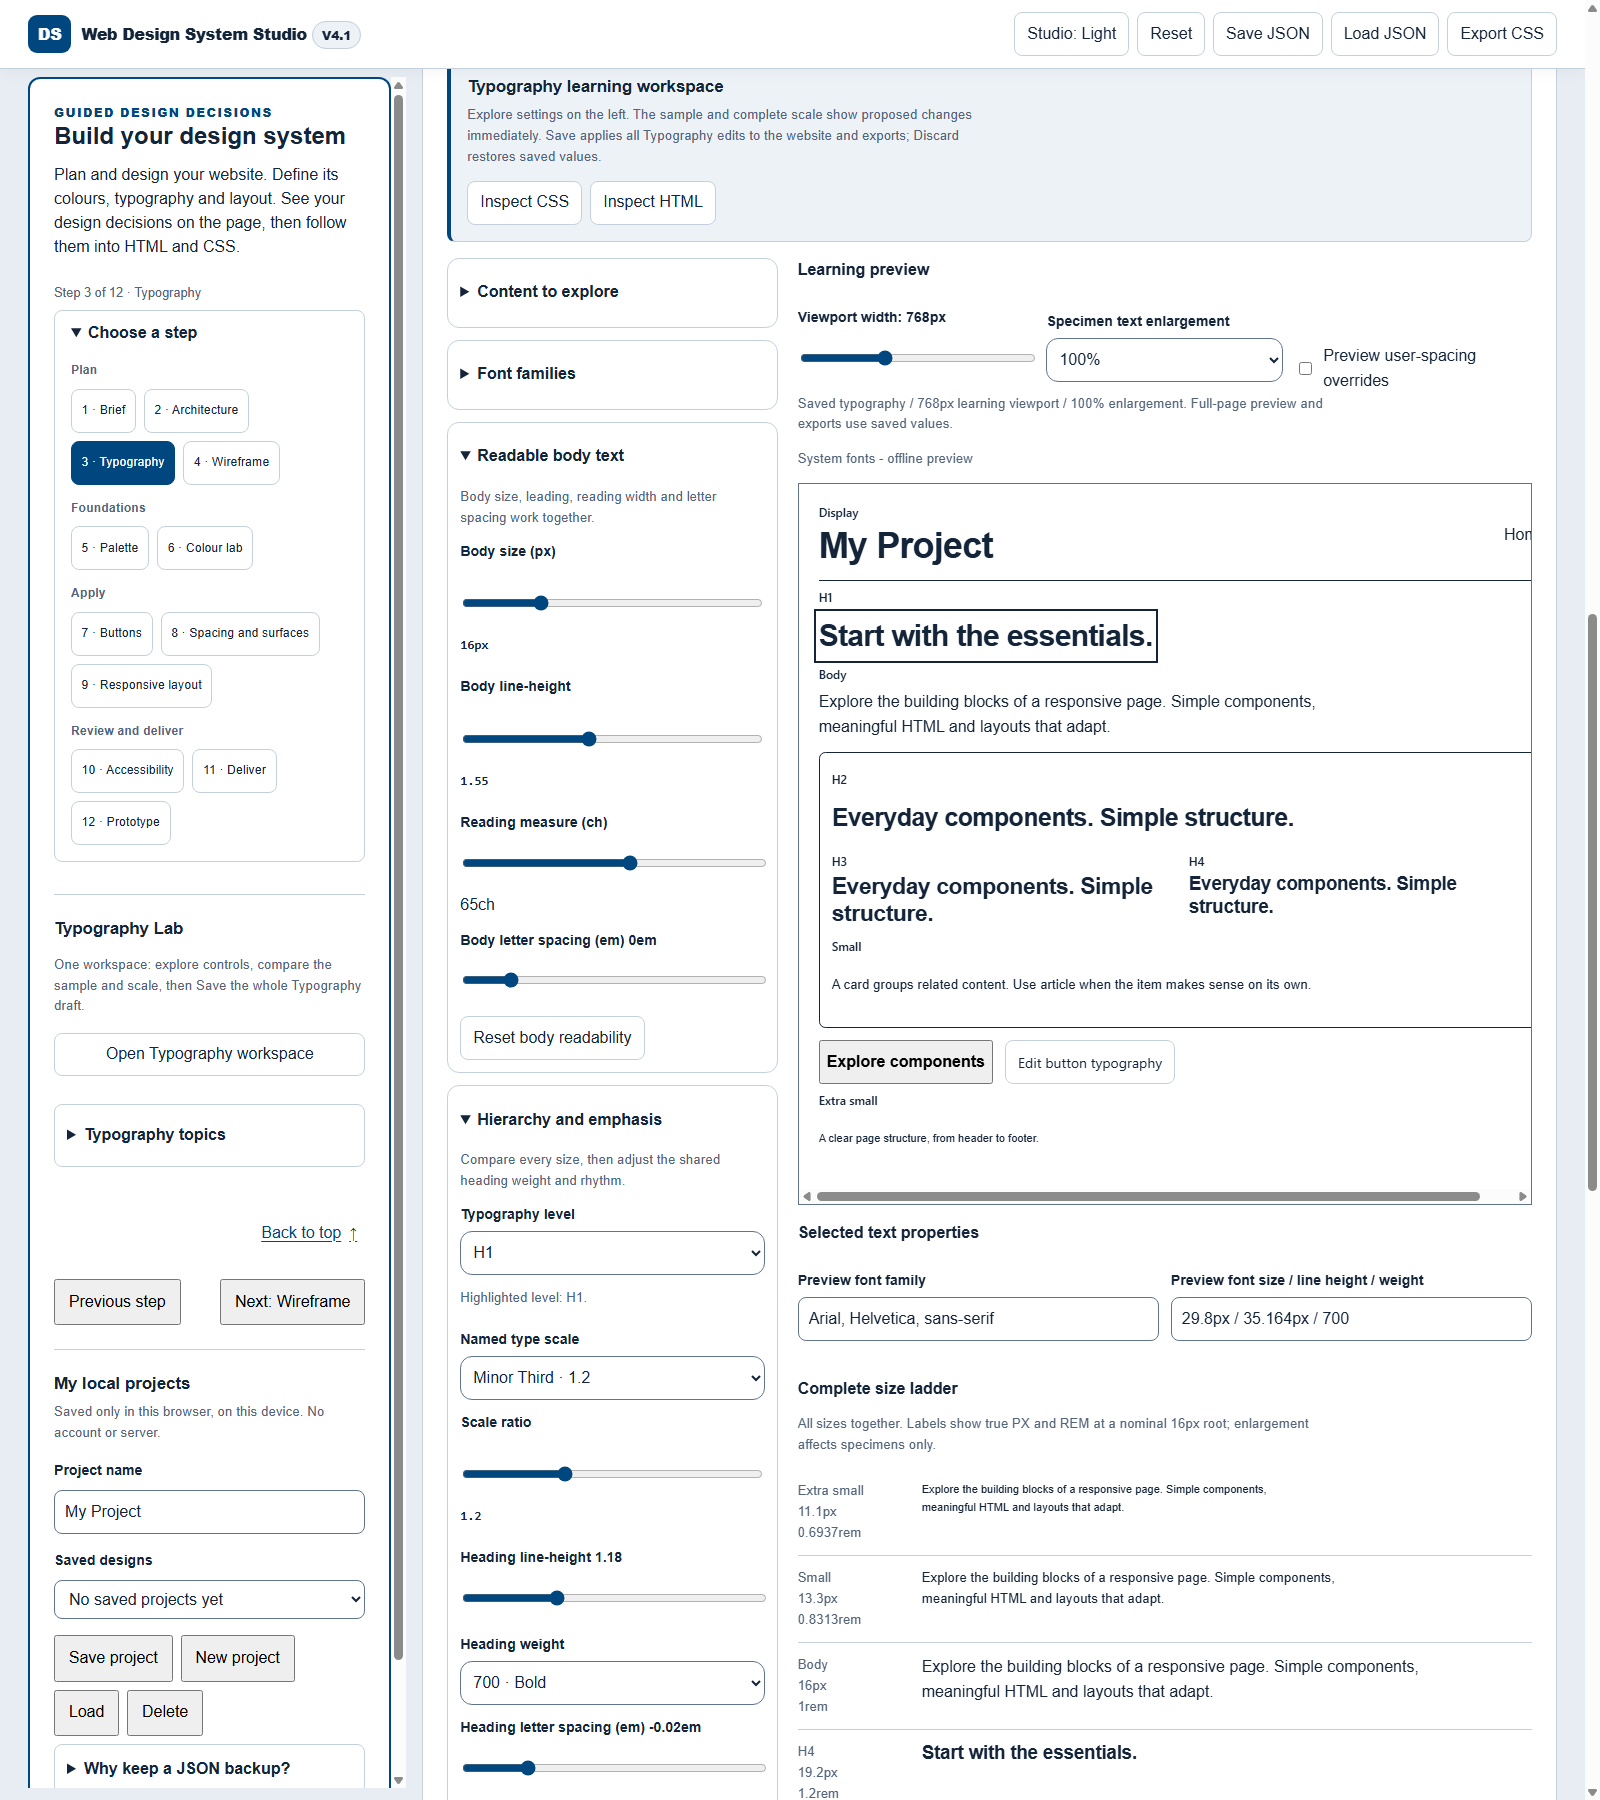 DS Web Design System Studio V4.1
Studio: Light
Reset
Save JSON
Load JSON
Export CSS
GUIDED DESIGN DECISIONS
Build your design system
Plan and design your website. Define its
colours, typography and layout. See your
design decisions on the page, then follow
them into HTML and CSS.
Step 3 of 12 · Typography
▼ Choose a step
Plan
1 · Brief
2 · Architecture
3 · Typography
4 · Wireframe
Foundations
5 · Palette
6 · Colour lab
Apply
7 · Buttons
8 · Spacing and surfaces
9 · Responsive layout
Review and deliver
10 · Accessibility
11 · Deliver
12 · Prototype
Typography Lab
One workspace: explore controls, compare the
sample and scale, then Save the whole Typography
draft.
Open Typography workspace
▶ Typography topics
Back to top ↑
Previous step
Next: Wireframe
My local projects
Saved only in this browser, on this device. No
account or server.
Project name
My Project
Saved designs
No saved projects yet
Save project
New project
Load
Delete
▶ Why keep a JSON backup?
Typography learning workspace
Explore settings on the left. The sample and complete scale show proposed changes
immediately. Save applies all Typography edits to the website and exports; Discard
restores saved values.
Inspect CSS
Inspect HTML
▶ Content to explore
▶ Font families
▼ Readable body text
Body size, leading, reading width and letter
spacing work together.
Body size (px)
16px
Body line-height
1.55
Reading measure (ch)
65ch
Body letter spacing (em) 0em
Reset body readability
▼ Hierarchy and emphasis
Compare every size, then adjust the shared
heading weight and rhythm.
Typography level
H1
Highlighted level: H1.
Named type scale
Minor Third · 1.2
Scale ratio
1.2
Heading line-height 1.18
Heading weight
700 · Bold
Heading letter spacing (em) -0.02em
Learning preview
Viewport width: 768px
Specimen text enlargement
100%
Preview user-spacing
overrides
Saved typography / 768px learning viewport / 100% enlargement. Full-page preview and
exports use saved values.
System fonts - offline preview
Display
My Project
Hom
H1
Start with the essentials.
Body
Explore the building blocks of a responsive page. Simple components,
meaningful HTML and layouts that adapt.
H2
Everyday components. Simple structure.
H3
Everyday components. Simple
structure.
H4
Everyday components. Simple
structure.
Small
A card groups related content. Use article when the item makes sense on its own.
Explore components
Edit button typography
Extra small
A clear page structure, from header to footer.
Selected text properties
Preview font family
Arial, Helvetica, sans-serif
Preview font size / line height / weight
29.8px / 35.164px / 700
Complete size ladder
All sizes together. Labels show true PX and REM at a nominal 16px root; enlargement
affects specimens only.
Extra small
11.1px
0.6937rem
Explore the building blocks of a responsive page. Simple components,
meaningful HTML and layouts that adapt.
Small
13.3px
0.8313rem
Explore the building blocks of a responsive page. Simple components,
meaningful HTML and layouts that adapt.
Body
16px
1rem
Explore the building blocks of a responsive page. Simple components,
meaningful HTML and layouts that adapt.
H4
19.2px
1.2rem
Start with the essentials.